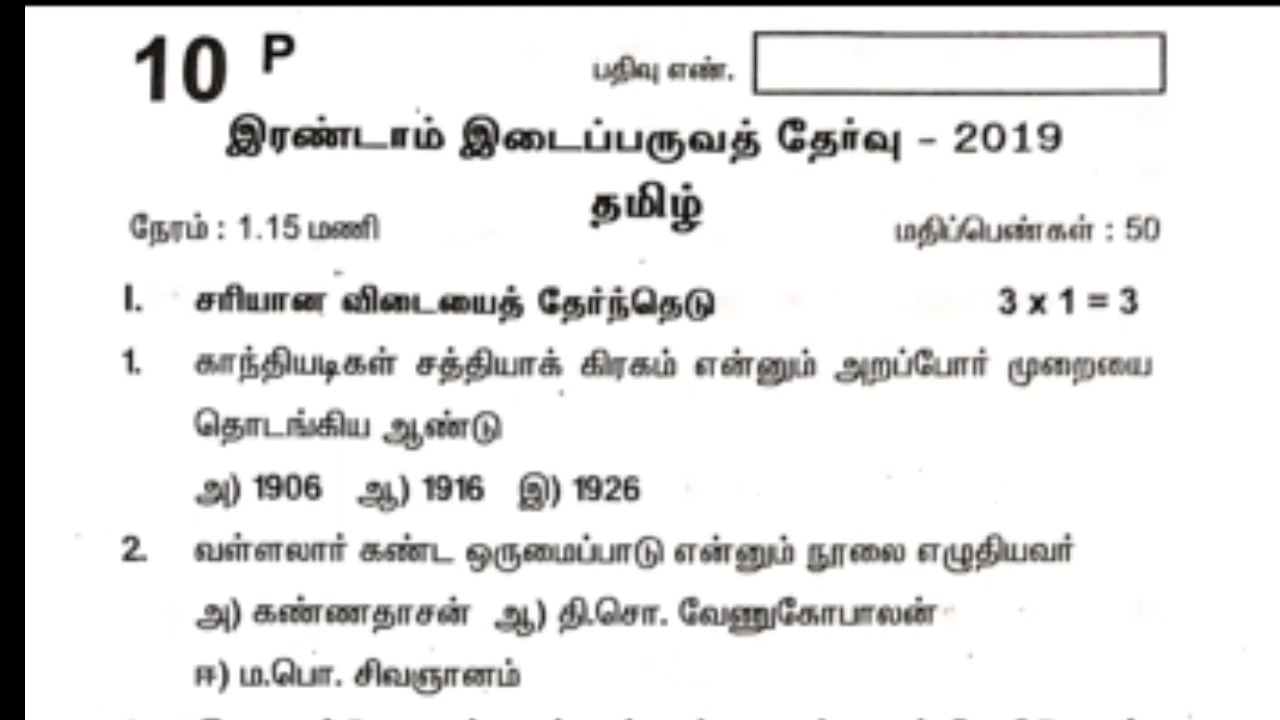 10 P
பதிவு எண்.
இரண்டாம் இடைப்பருவத் தேர்வு - 2019
தமிழ்
நேரம் : 1.15 மணி
மதிப்பெண்கள் : 50
I. சரியான விடையைத் தேர்ந்தெடு 3 x 1 = 3
1. காந்தியடிகள் சத்தியாக் கிரகம் என்னும் அறப்போர் முறையை
தொடங்கிய ஆண்டு
அ) 1906 ஆ) 1916 இ) 1926
2. வள்ளலார் கண்ட ஒருமைப்பாடு என்னும் நூலை எழுதியவர்
அ) கண்ணதாசன் ஆ) தி.சொ. வேணுகோபாலன்
ஈ) ம.பொ. சிவஞானம்